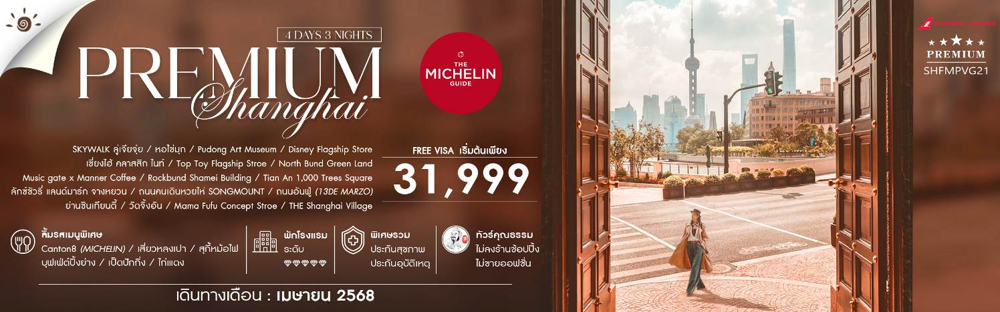 4 DAYS 3 NIGHTS
PREMIUM
Shanghai
THE
MICHELIN
GUIDE
SHANGHAI AIRLINES
PREMIUM
SHFMPVG21
SKYWALK ลู่เจียจุ่ย / หอไข่มุก / Pudong Art Museum / Disney Flagship Store
เซี่ยงไฮ้ คลาสสิก ไนท์ / Top Toy Flagship Stroe / North Bund Green Land
Music gate x Manner Coffee / Rockbund Shamei Building / Tian An 1,000 Trees Square
ลักซ์ชัวรี่ แลนด์มาร์ก จางหยวน / ถนนคนเดินหวยไห่ SONGMOUNT / ถนนอันฟู่ (13DE MARZO)
ย่านซินเทียนตี้ / วัดจิ้งอัน / Mama Fufu Concept Stroe / THE Shanghai Village
FREE VISA เริ่มต้นเพียง
31,999
ลิ้มรสเมนูพิเศษ
Canton8 (MICHELIN) / เสี่ยวหลงเปา / สุกี้หม้อไฟ
บุฟเฟ่ต์ปิ้งย่าง / เป็ดปักกิ่ง / ไก่แดง
พักโรงแรม
ระดับ
พิเศษรวม
ประกันสุขภาพ
ประกันอุบัติเหตุ
ทัวร์คุณธรรม
ไม่ลงร้านช้อปปิ้ง
ไม่ขายออฟชั่น
เดินทางเดือน : เมษายน 2568